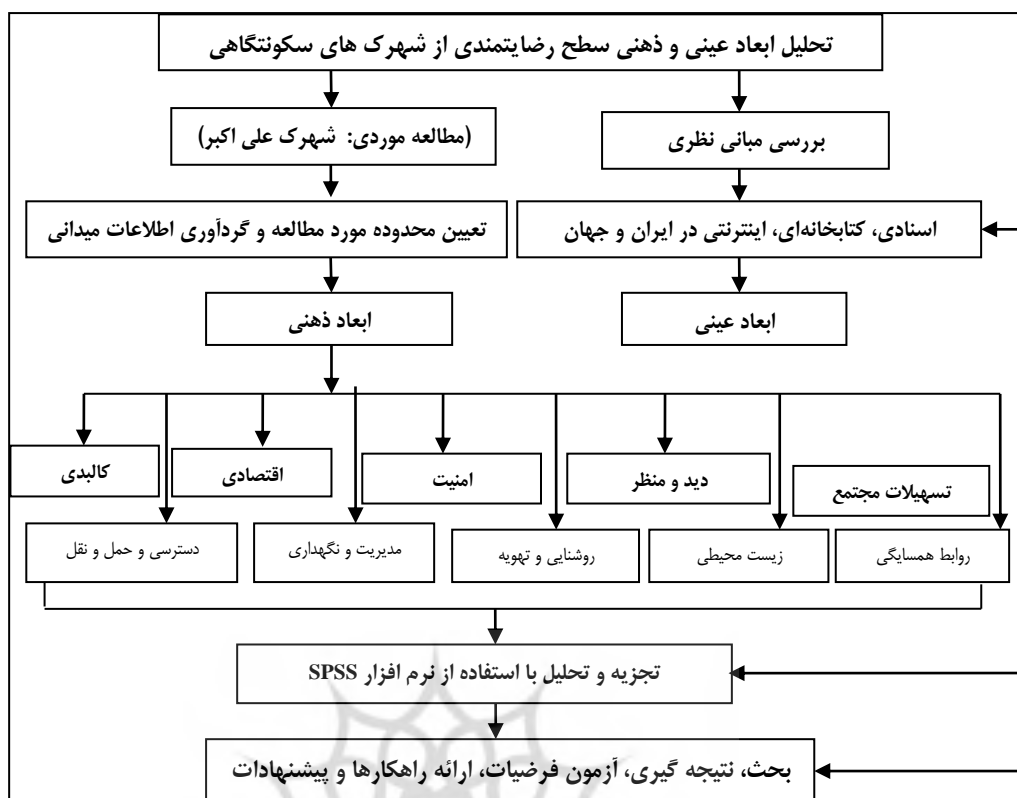 تحلیل ابعاد عینی و ذهنی سطح رضایتمندی از شهرک های سکونتگاهی
بررسی مبانی نظری
(مطالعه موردی: شهرک علی اکبر)
اسنادی، کتابخانه‌ای، اینترنتی در ایران و جهان
تعیین محدوده مورد مطالعه و گردآوری اطلاعات میدانی
ابعاد عینی
ابعاد ذهنی
تسهیلات مجتمع
دید و منظر
امنیت
اقتصادی
کالبدی
روابط همسایگی
زیست محیطی
روشنایی و تهویه
مدیریت و نگهداری
دسترسی و حمل و نقل
تجزیه و تحلیل با استفاده از نرم افزار SPSS
بحث، نتیجه گیری، آزمون فرضیات، ارائه راهکارها و پیشنهادات